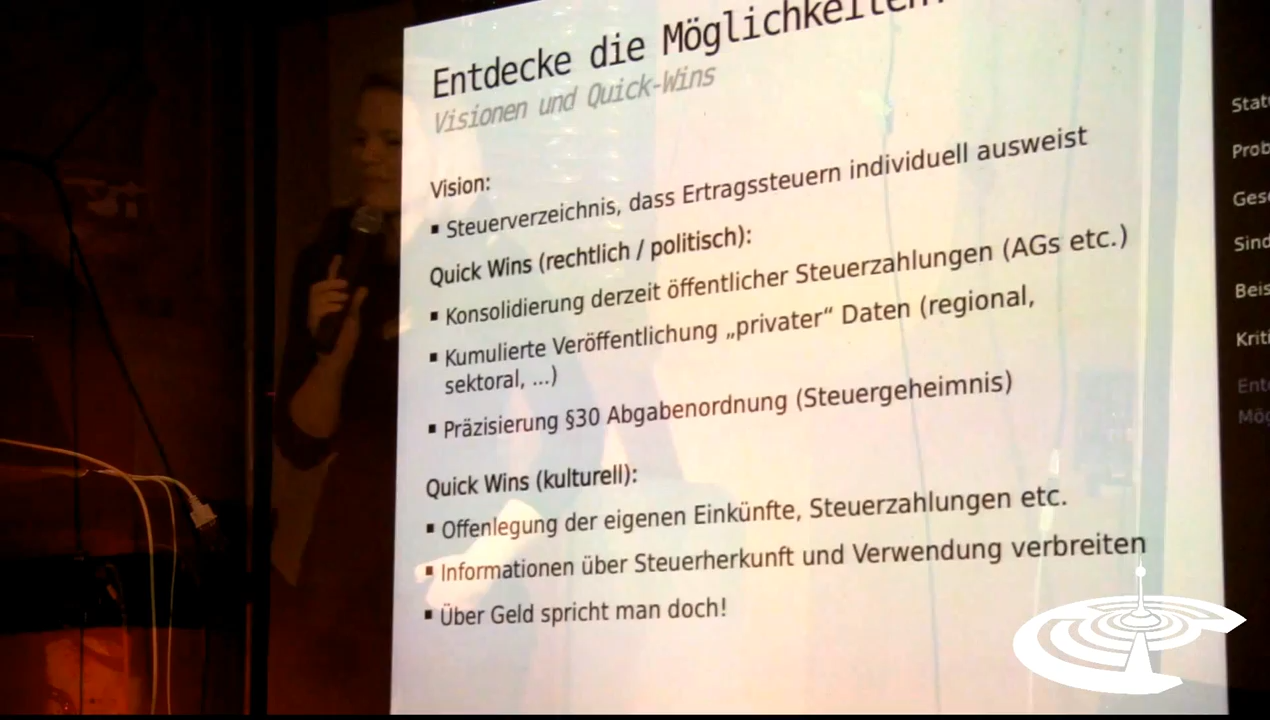 Entdecke die Möglichkeiten!
Visionen und Quick-Wins
Vision:
▪ Steuerverzeichnis, dass Ertragssteuern individuell ausweist
Quick Wins (rechtlich / politisch):
▪ Konsolidierung derzeit öffentlicher Steuerzahlungen (AGs etc.)
▪ Kumulierte Veröffentlichung „privater“ Daten (regional,
sektoral, ...)
▪ Präzisierung §30 Abgabenordnung (Steuergeheimnis)
Quick Wins (kulturell):
▪ Offenlegung der eigenen Einkünfte, Steuerzahlungen etc.
▪ Informationen über Steuerherkunft und Verwendung verbreiten
▪ Über Geld spricht man doch!
Stat
Prob
Gesc
Sind
Beis
Kriti
Ent
Mög